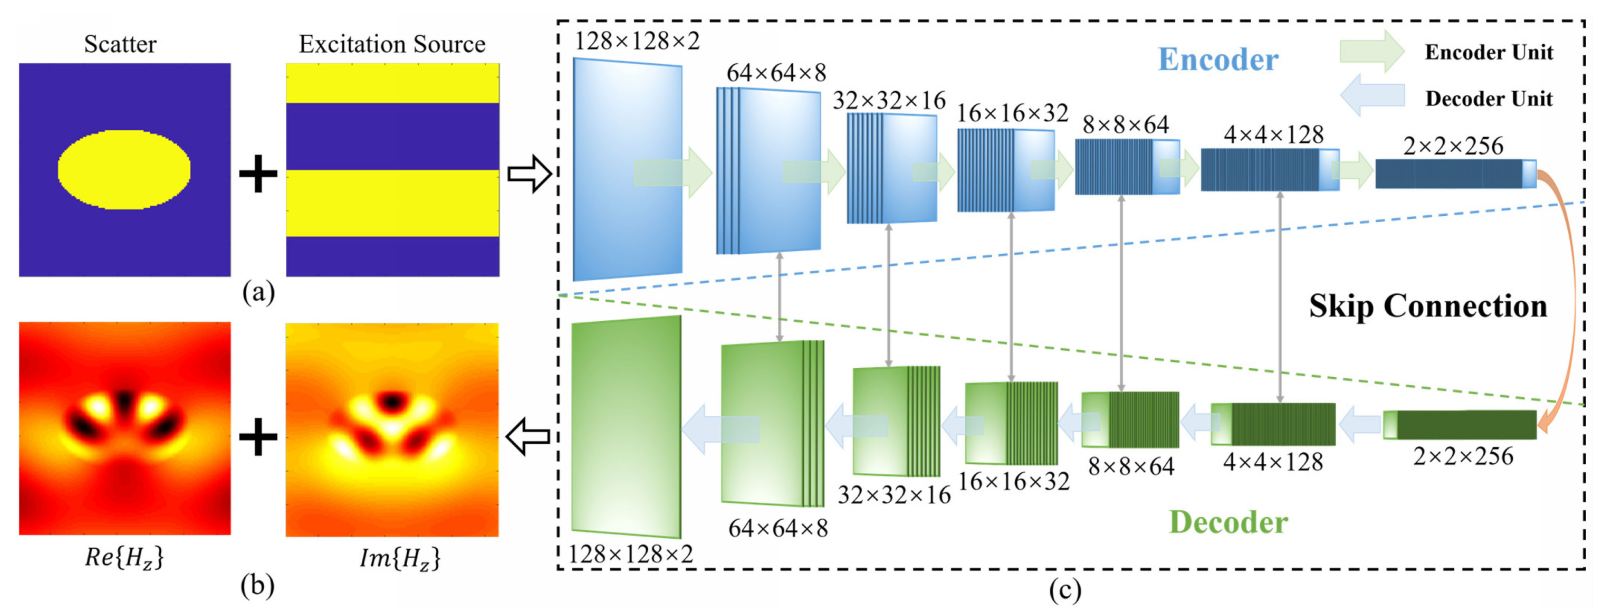 Scatter
Excitation Source
(a)
Re{H_z}
Im{H_z}
(b)
128×128×2
64×64×8
32×32×16
16×16×32
8×8×64
4×4×128
2×2×256
Encoder
Encoder Unit
Decoder Unit
Skip Connection
128×128×2
64×64×8
32×32×16
16×16×32
8×8×64
4×4×128
2×2×256
Decoder
(c)